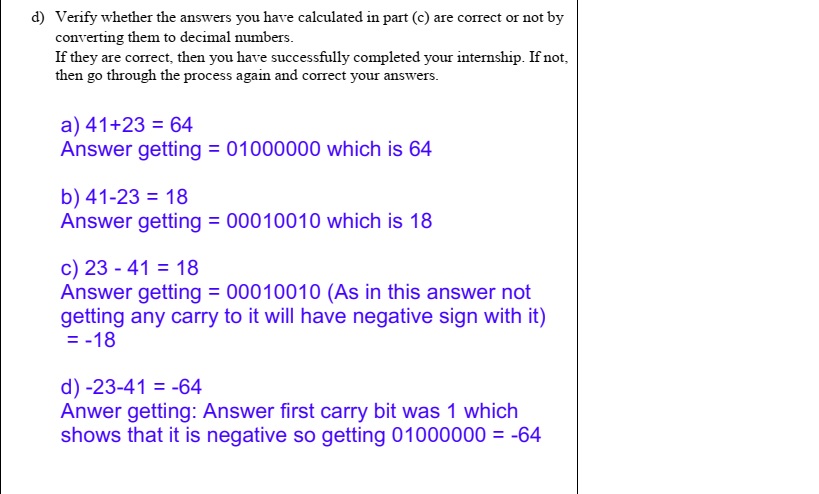 d) Verify whether the answers you have calculated in part (c) are correct or not by
converting them to decimal numbers.
If they are correct, then you have successfully completed your internship. If not,
then go through the process again and correct your answers.
a) 41+23 = 64
Answer getting = 01000000 which is 64
b) 41-23 = 18
Answer getting = 00010010 which is 18
c) 23 - 41 = 18
Answer getting = 00010010 (As in this answer not
getting any carry to it will have negative sign with it)
= -18
d) -23-41 = -64
Anwer getting: Answer first carry bit was 1 which
shows that it is negative so getting 01000000 = -64